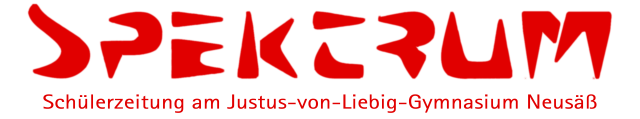 SPEKTRUM
Schülerzeitung am Justus-von-Liebig-Gymnasium Neusäß